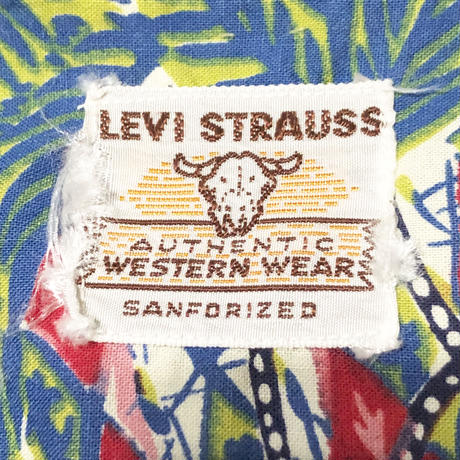 LEVI STRAUSS
AUTHENTIC
WESTERN WEAR
SANFORIZED